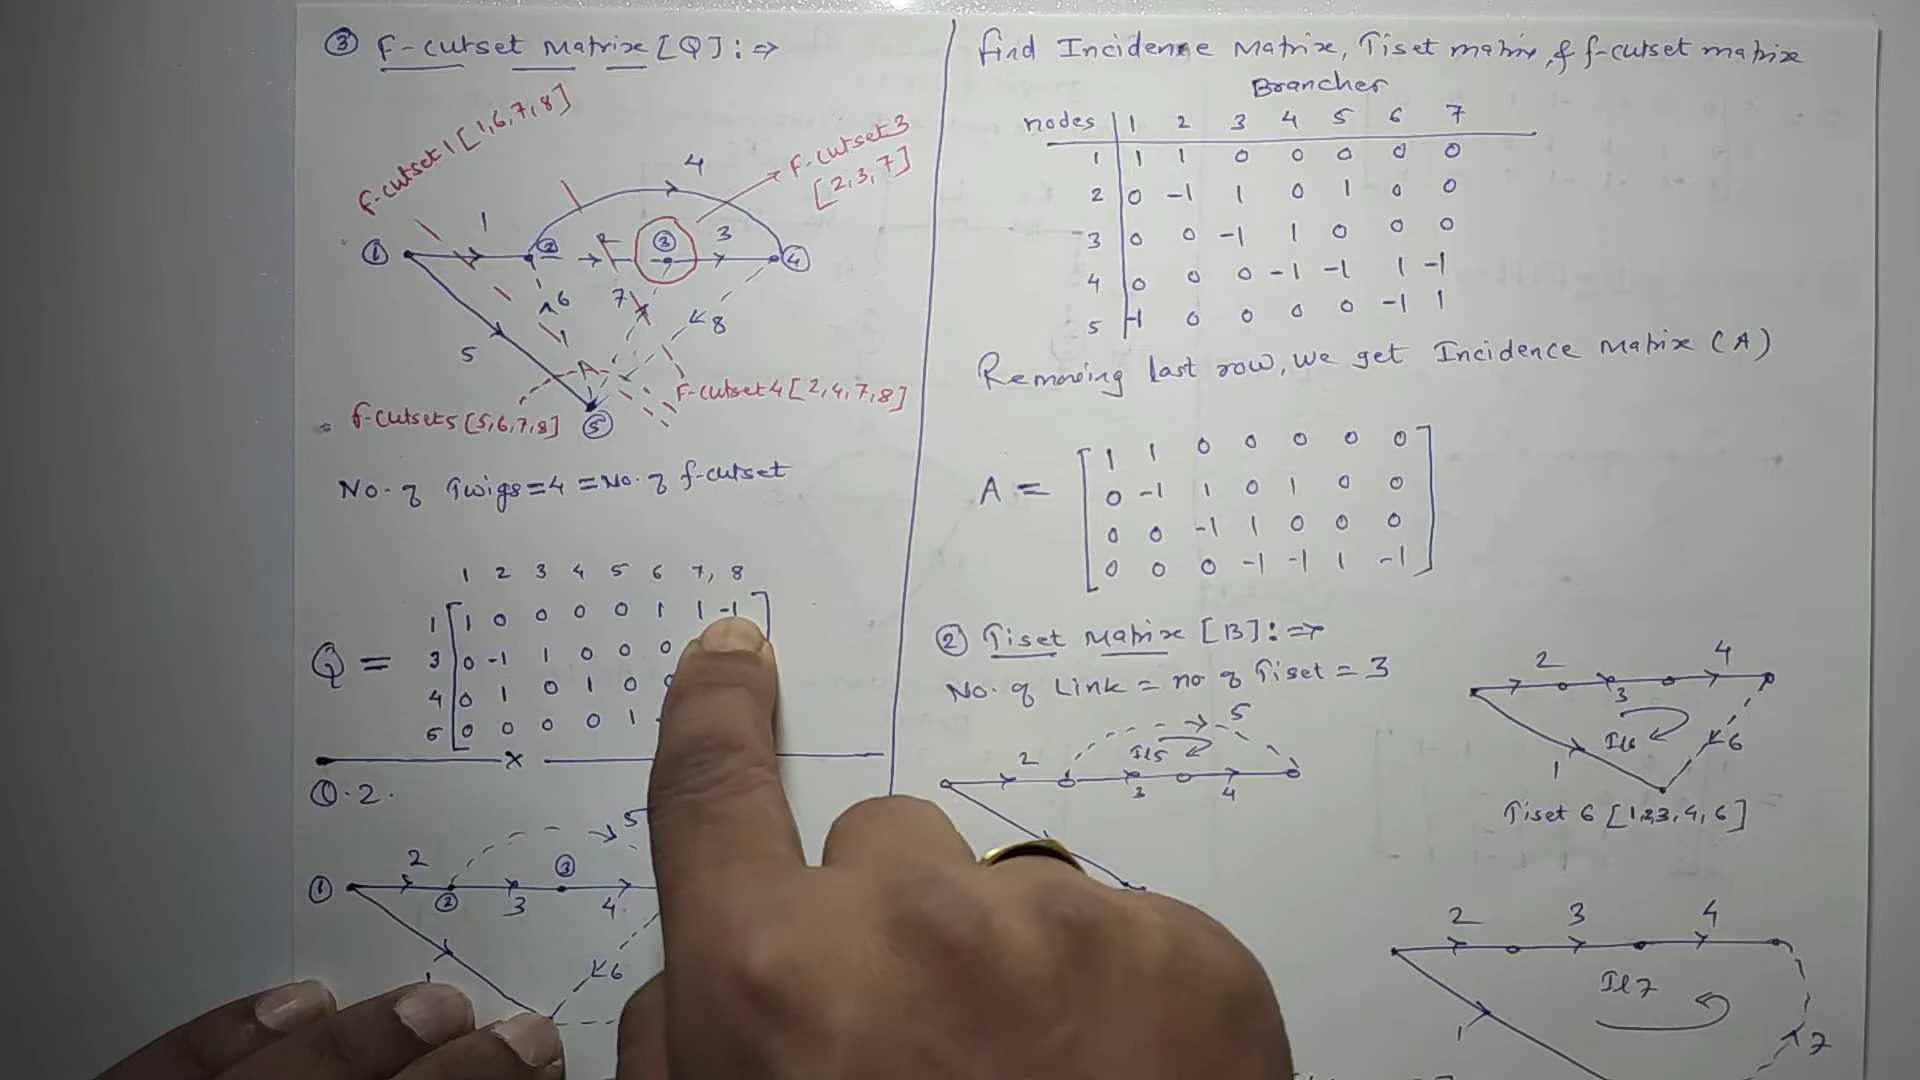 ③ F-cutset Matrix [Q] :⇒
F-cutset 1 [1,6,7,8]
F-cutset 3
[2,3,7]
4
1
①
②
2
③
3
④
6
7
8
5
F-cutset 4 [2,4,7,8]
f-cutset 5 [5,6,7,8]
⑤
No. of Twigs = 4 = No. of f-cutset
1 2 3 4 5 6 7, 8
Q =
1 1 0 0 0 0 1 1 -1
3 0 -1 1 0 0 0
4 0 1 0 1 0 0
5 0 0 0 0 1 -
x
Q.2.
5
2
③
①
②
3
4
6
1
find Incidence Matrix, Tiset matrix, & f-cutset matrix
Branches
nodes 1 2 3 4 5 6 7
1 1 1 0 0 0 0 0
2 0 -1 1 0 1 0 0
3 0 0 -1 1 0 0 0
4 0 0 0 -1 -1 1 -1
5 -1 0 0 0 0 -1 1
Removing last row, we get Incidence Matrix (A)
A =
1 1 0 0 0 0 0
0 -1 1 0 1 0 0
0 0 -1 1 0 0 0
0 0 0 -1 -1 1 -1
② Tiset Matrix [B] :⇒
No. of Link = no of Tiset = 3
5
2
Il5
3
4
2
4
3
Il6
6
1
Tiset 6 [1,2,3,4,6]
2
3
4
Il7
1
7